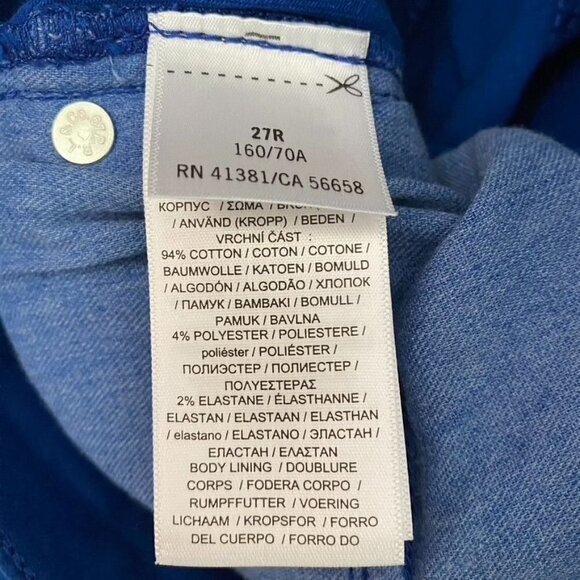 27R
160/70A
RN 41381/CA 56658
КОРПУС / ΣΩΜΑ /
/ ANVÄND (KROPP) / BEDEN /
VRCHNÍ ČÁST :
94% COTTON / COTON / COTONE /
BAUMWOLLE / KATOEN / BOMULD
/ ALGODÓN / ALGODÃO / ХЛОПОК
/ ПАМУК / ΒΑΜΒΑΚΙ / BOMULL /
PAMUK / BAVLNA
4% POLYESTER / POLIESTERE /
poliéster / POLIÉSTER /
ПОЛИЭСТЕР / ПОЛИЕСТЕР /
ΠΟΛΥΕΣΤΕΡΑΣ
2% ELASTANE / ÉLASTHANNE /
ELASTAN / ELASTAAN / ELASTHAN
/ elastano / ELASTANO / ЭЛАСТАН /
ЕЛАСТАН / ΕΛΑΣΤΑΝ
BODY LINING / DOUBLURE
CORPS / FODERA CORPO /
RUMPFFUTTER / VOERING
LICHAAM / KROPSFOR / FORRO
DEL CUERPO / FORRO DO